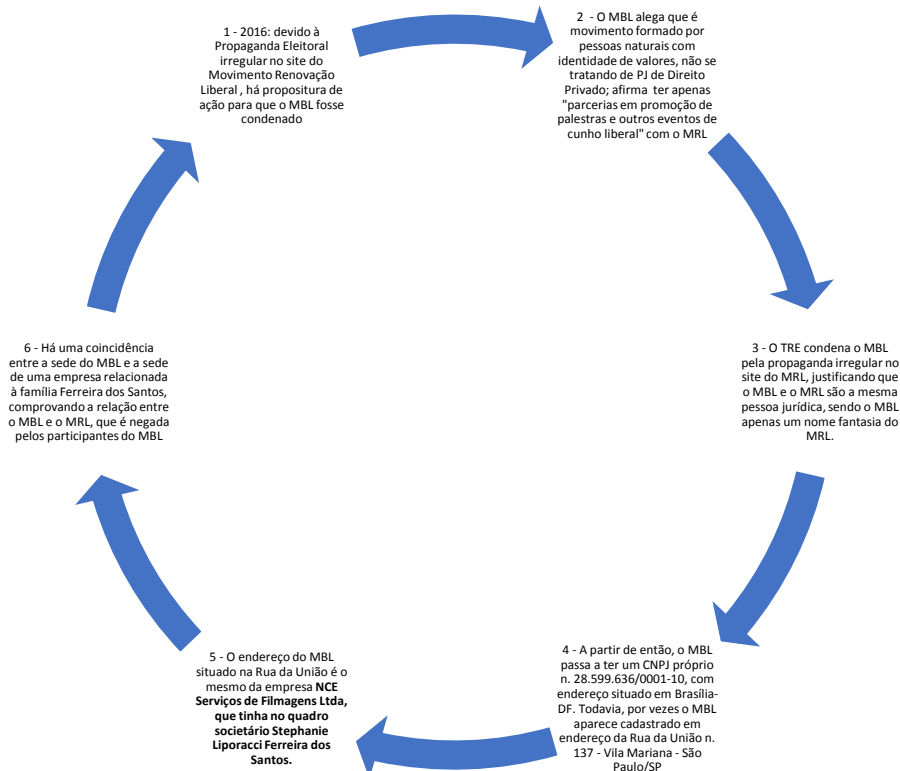 1 - 2016: devido à
Propaganda Eleitoral
irregular no site do
Movimento Renovação
Liberal , há propositura de
ação para que o MBL fosse
condenado
2 - O MBL alega que é
movimento formado por
pessoas naturais com
identidade de valores, não se
tratando de PJ de Direito
Privado; afirma ter apenas
"parcerias em promoção de
palestras e outros eventos de
cunho liberal" com o MRL
3 - O TRE condena o MBL
pela propaganda irregular no
site do MRL, justificando que
o MBL e o MRL são a mesma
pessoa jurídica, sendo o MBL
apenas um nome fantasia do
MRL.
4 - A partir de então, o MBL
passa a ter um CNPJ próprio
n. 28.599.636/0001-10, com
endereço situado em Brasília-
DF. Todavia, por vezes o MBL
aparece cadastrado em
endereço da Rua da União n.
137 - Vila Mariana - São
Paulo/SP
5 - O endereço do MBL
situado na Rua da União é o
mesmo da empresa NCE
Serviços de Filmagens Ltda,
que tinha no quadro
societário Stephanie
Liporacci Ferreira dos
Santos.
6 - Há uma coincidência
entre a sede do MBL e a sede
de uma empresa relacionada
à família Ferreira dos Santos,
comprovando a relação entre
o MBL e o MRL, que é negada
pelos participantes do MBL